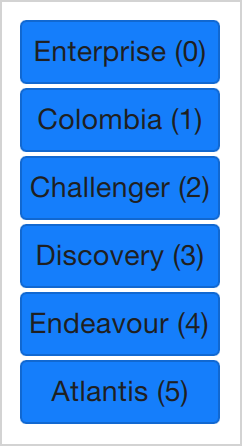 Enterprise (0)
Colombia (1)
Challenger (2)
Discovery (3)
Endeavour (4)
Atlantis (5)